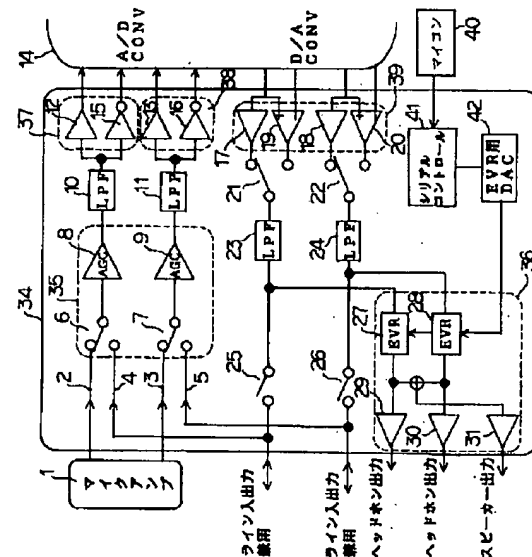 34
1
マイクアンプ
2
4
3
5
35
6
7
8
AGC
9
AGC
10
LPF
11
LPF
37
12
15
13
16
38
14
A/D
CONV
D/A
CONV
39
17
19
18
20
21
22
23
LPF
24
LPF
25
26
ライン入出力
兼用
ライン入出力
兼用
ヘッドホン出力
ヘッドホン出力
スピーカー出力
27
EVR
28
EVR
29
30
31
36
40
マイコン
41
シリアル
コントロール
42
EVR用
DAC